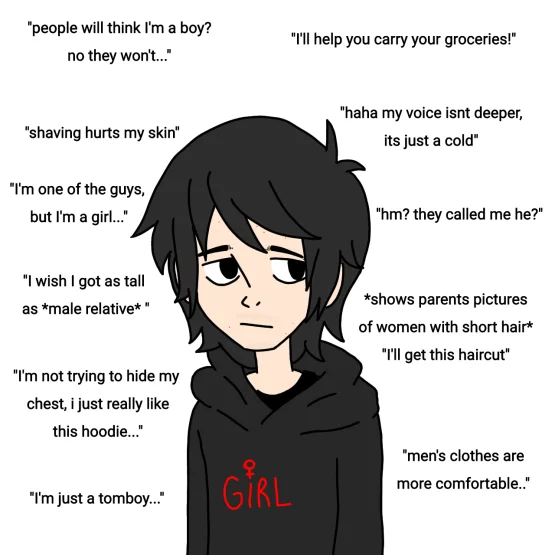 "people will think I'm a boy?
no they won't..."
"I'll help you carry your groceries!"
"haha my voice isnt deeper,
its just a cold"
"shaving hurts my skin"
"I'm one of the guys,
but I'm a girl..."
"hm? they called me he?"
"I wish I got as tall
as *male relative* "
*shows parents pictures
of women with short hair*
"I'll get this haircut"
"I'm not trying to hide my
chest, i just really like
this hoodie..."
"men's clothes are
more comfortable.."
"I'm just a tomboy..."
GiRL